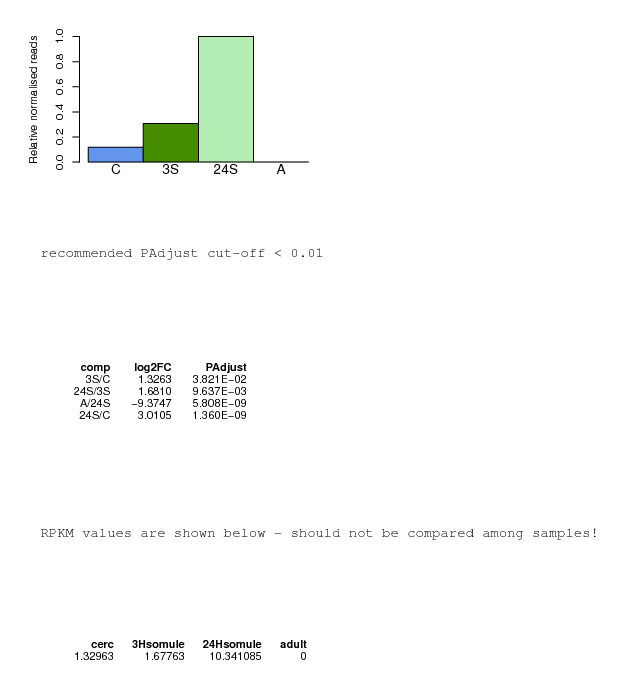 Relative normalised reads
1.0
0.8
0.6
0.4
0.2
0.0
C 3S 24S A
recommended PAdjust cut-off < 0.01
comp log2FC PAdjust
3S/C 1.3263 3.821E−02
24S/3S 1.6810 9.637E−03
A/24S −9.3747 5.808E−09
24S/C 3.0105 1.360E−09
RPKM values are shown below - should not be compared among samples!
cerc 3Hsomule 24Hsomule adult
1.32963 1.67763 10.341085 0